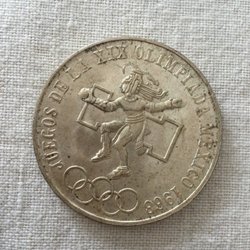 JUEGOS DE LA XIX OLIMPIADA MEXICO 1968